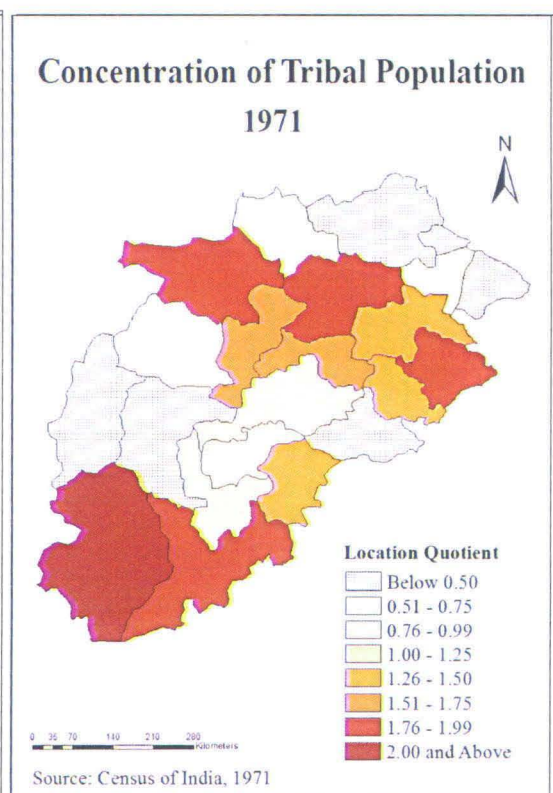 Concentration of Tribal Population
1971
N
Location Quotient
Below 0.50
0.51 - 0.75
0.76 - 0.99
1.00 - 1.25
1.26 - 1.50
1.51 - 1.75
1.76 - 1.99
2.00 and Above
0 35 70 140 210 280
Kilometers
Source: Census of India, 1971